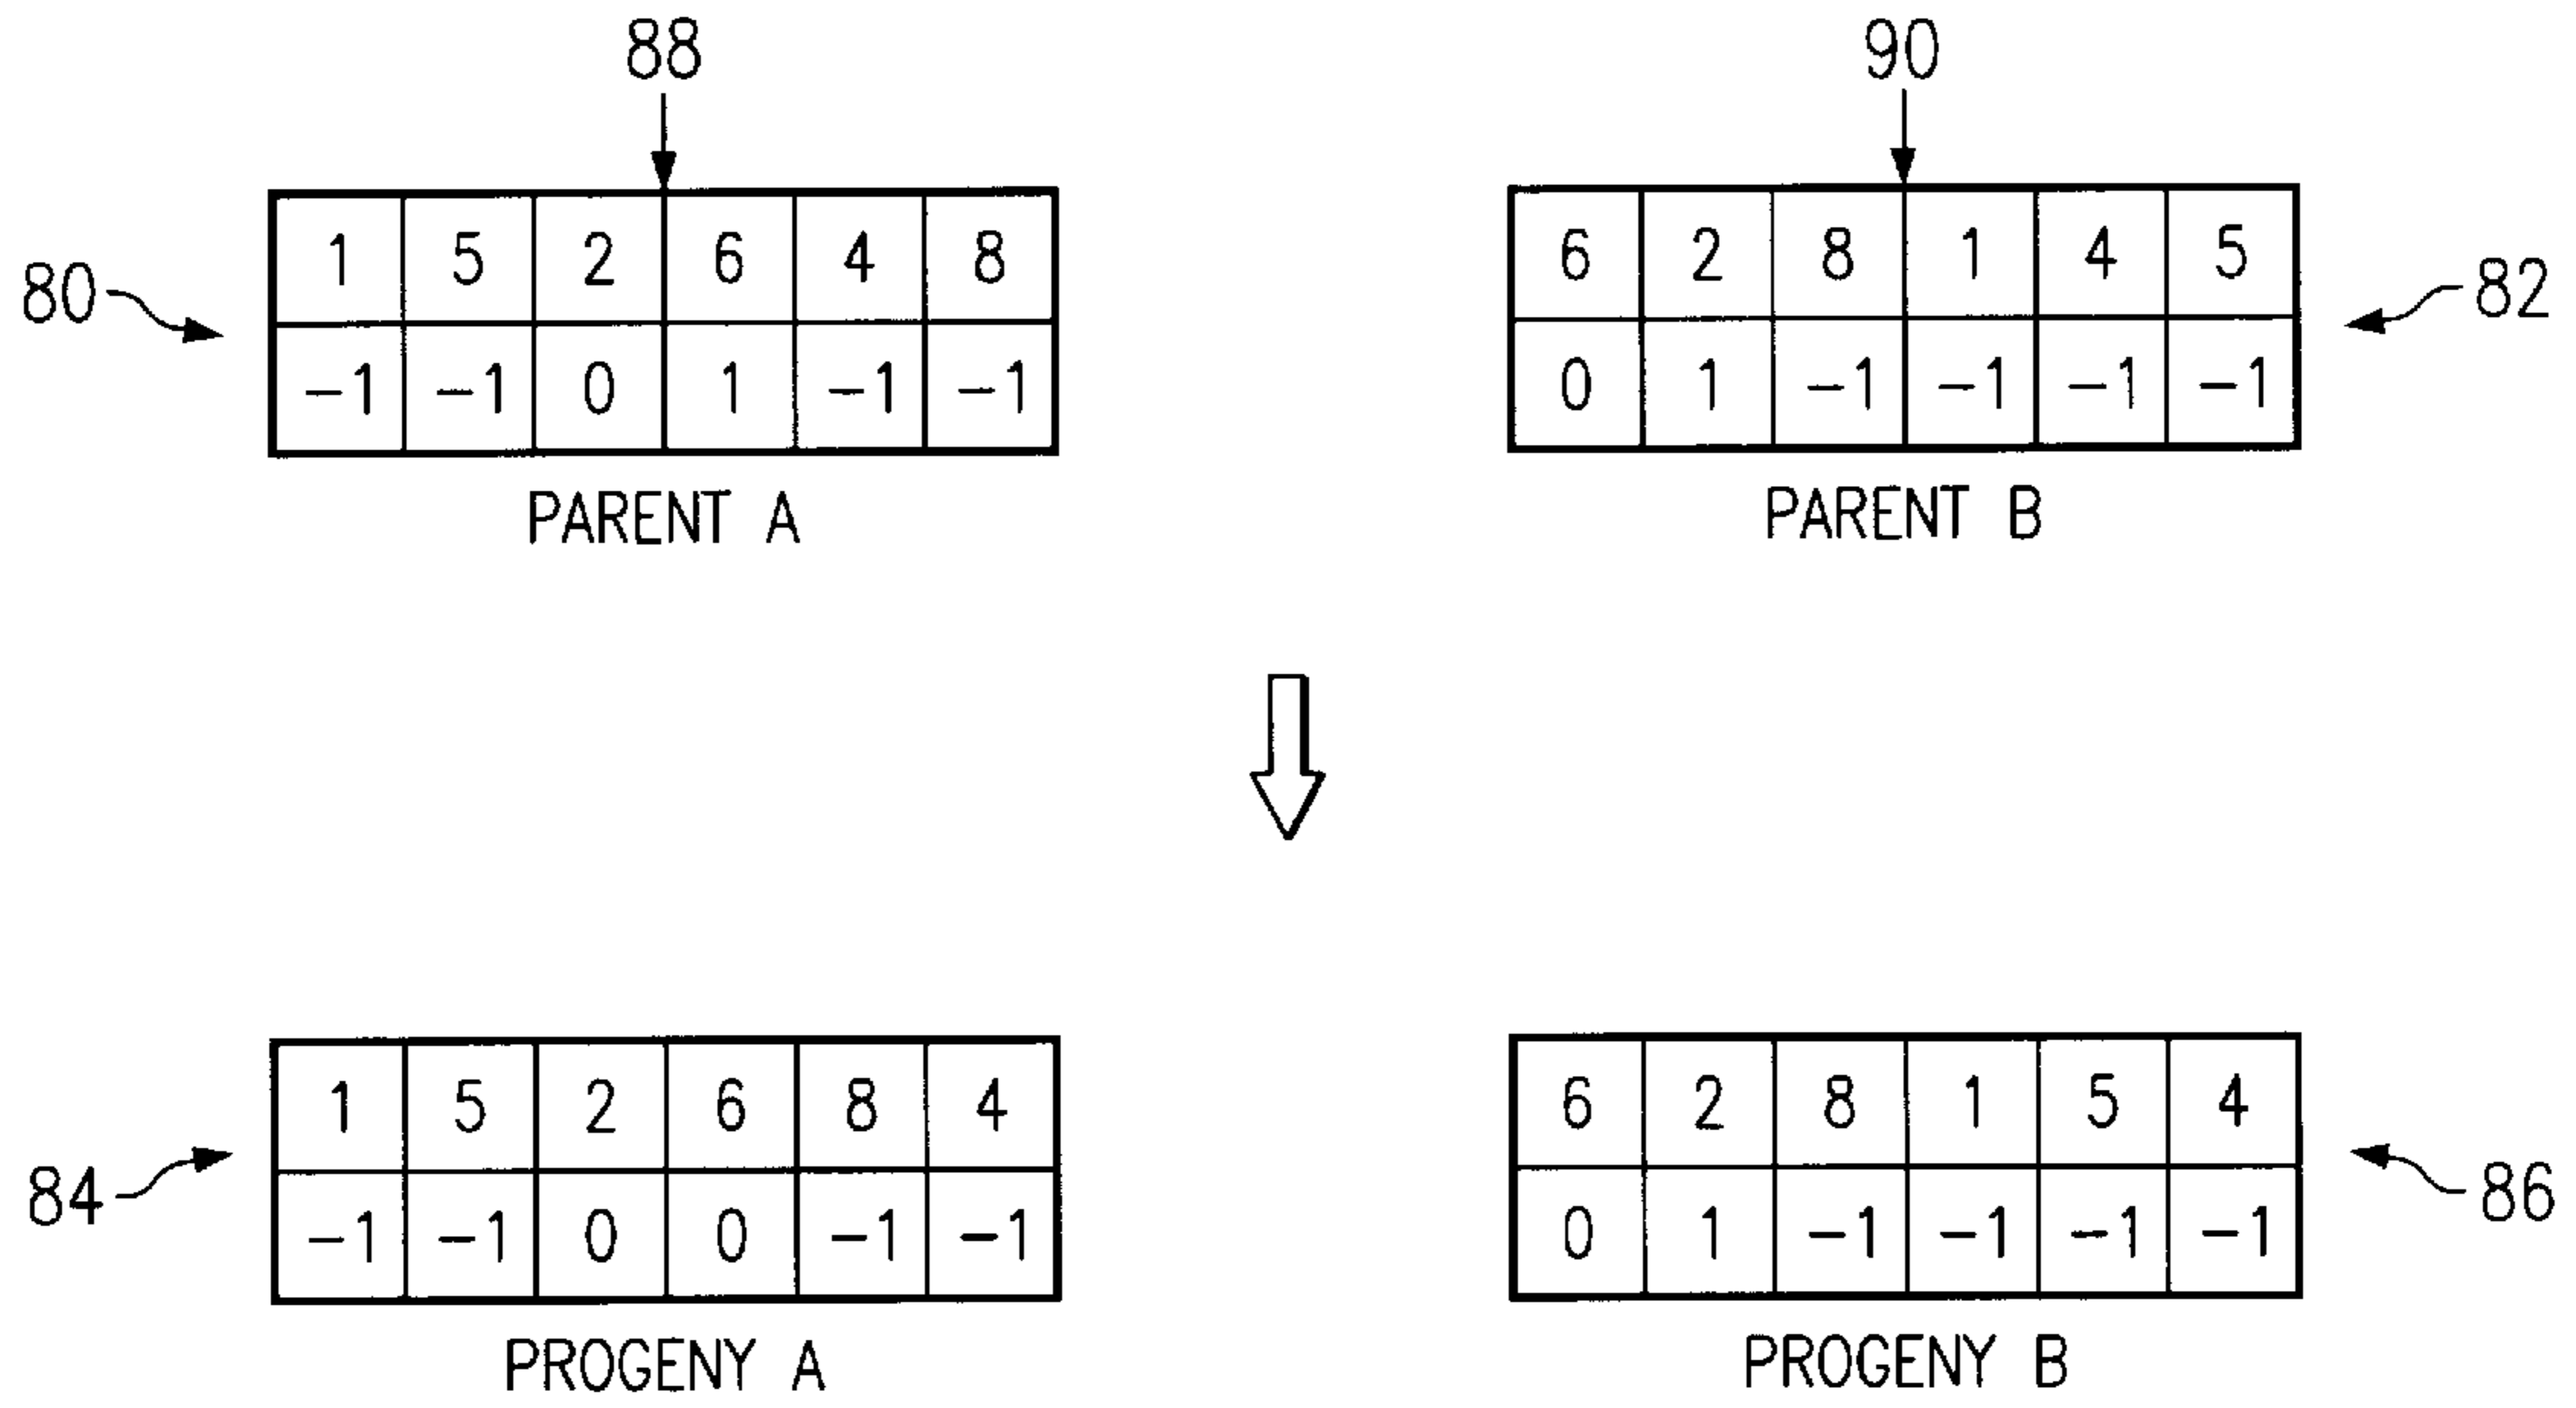 88 90
1 5 2 6 4 8 6 2 8 1 4 5
80 82
-1 -1 0 1 -1 -1 0 1 -1 -1 -1 -1
PARENT A PARENT B
1 5 2 6 8 4 6 2 8 1 5 4
84 86
-1 -1 0 0 -1 -1 0 1 -1 -1 -1 -1
PROGENY A PROGENY B